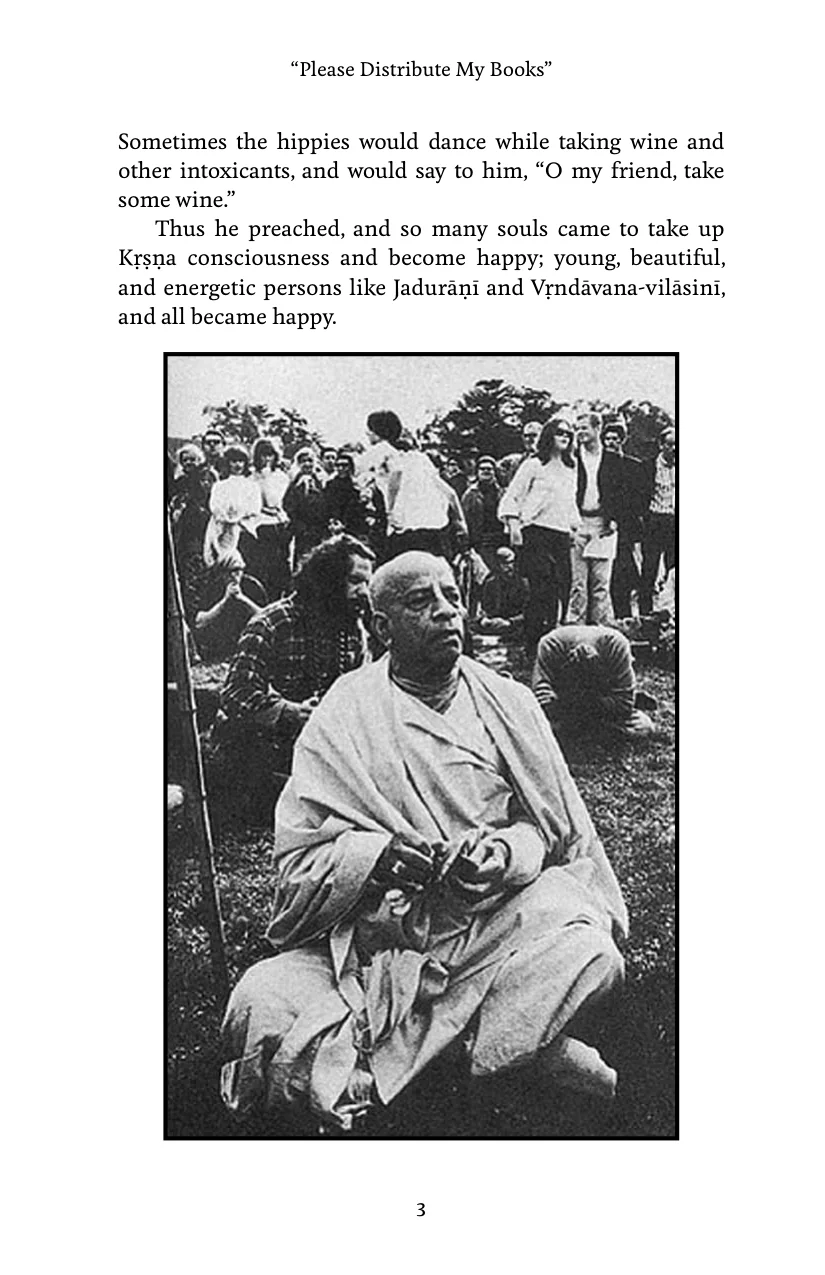 “Please Distribute My Books”
Sometimes the hippies would dance while taking wine and
other intoxicants, and would say to him, “O my friend, take
some wine.”
Thus he preached, and so many souls came to take up
Kṛṣṇa consciousness and become happy; young, beautiful,
and energetic persons like Jadurāṇī and Vṛndāvana-vilāsinī,
and all became happy.
3